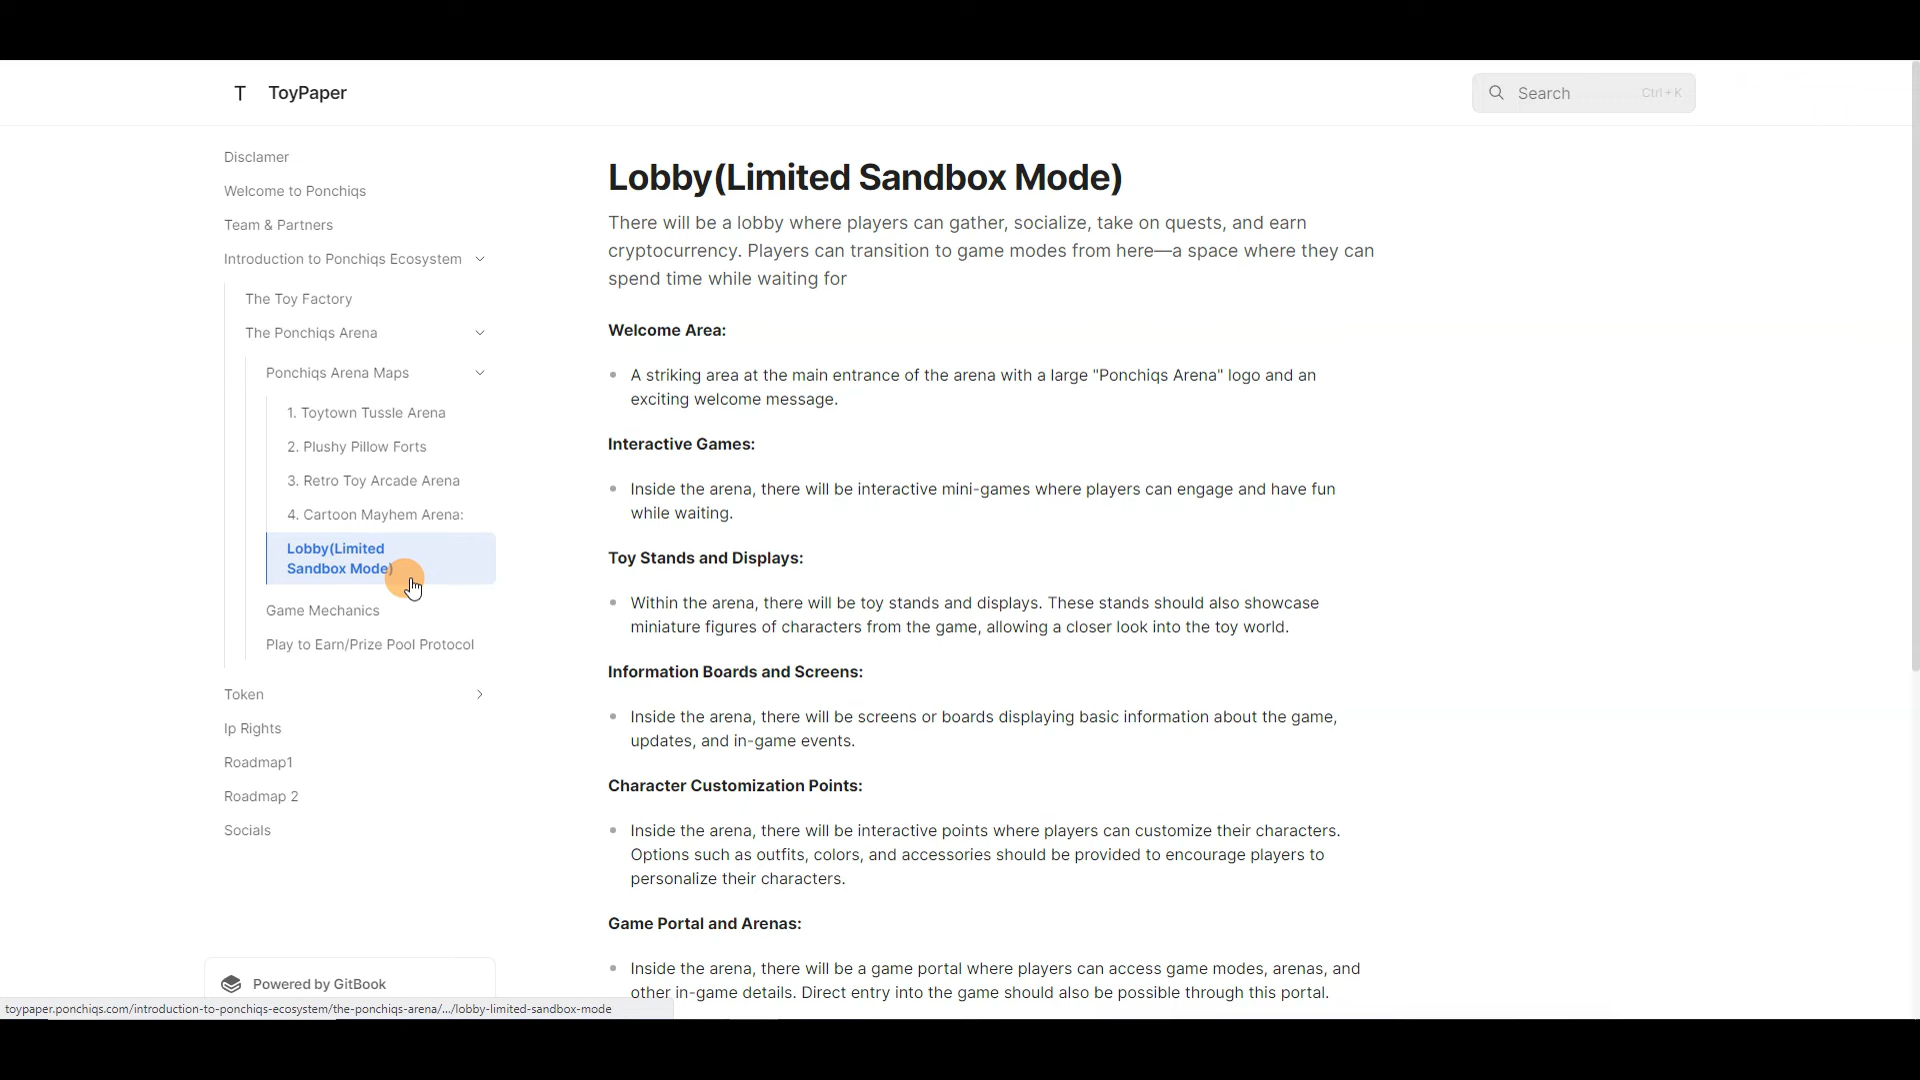 T ToyPaper
Search Ctrl + K
Disclamer
Welcome to Ponchiqs
Team & Partners
Introduction to Ponchiqs Ecosystem
The Toy Factory
The Ponchiqs Arena
Ponchiqs Arena Maps
1. Toytown Tussle Arena
2. Plushy Pillow Forts
3. Retro Toy Arcade Arena
4. Cartoon Mayhem Arena:
Lobby(Limited
Sandbox Mode)
Game Mechanics
Play to Earn/Prize Pool Protocol
Token
Ip Rights
Roadmap1
Roadmap 2
Socials
Powered by GitBook
Lobby(Limited Sandbox Mode)
There will be a lobby where players can gather, socialize, take on quests, and earn
cryptocurrency. Players can transition to game modes from here—a space where they can
spend time while waiting for
Welcome Area:
• A striking area at the main entrance of the arena with a large "Ponchiqs Arena" logo and an
exciting welcome message.
Interactive Games:
• Inside the arena, there will be interactive mini-games where players can engage and have fun
while waiting.
Toy Stands and Displays:
• Within the arena, there will be toy stands and displays. These stands should also showcase
miniature figures of characters from the game, allowing a closer look into the toy world.
Information Boards and Screens:
• Inside the arena, there will be screens or boards displaying basic information about the game,
updates, and in-game events.
Character Customization Points:
• Inside the arena, there will be interactive points where players can customize their characters.
Options such as outfits, colors, and accessories should be provided to encourage players to
personalize their characters.
Game Portal and Arenas:
• Inside the arena, there will be a game portal where players can access game modes, arenas, and
other in-game details. Direct entry into the game should also be possible through this portal.
toypaper.ponchiqs.com/introduction-to-ponchiqs-ecosystem/the-ponchiqs-arena/.../lobby-limited-sandbox-mode